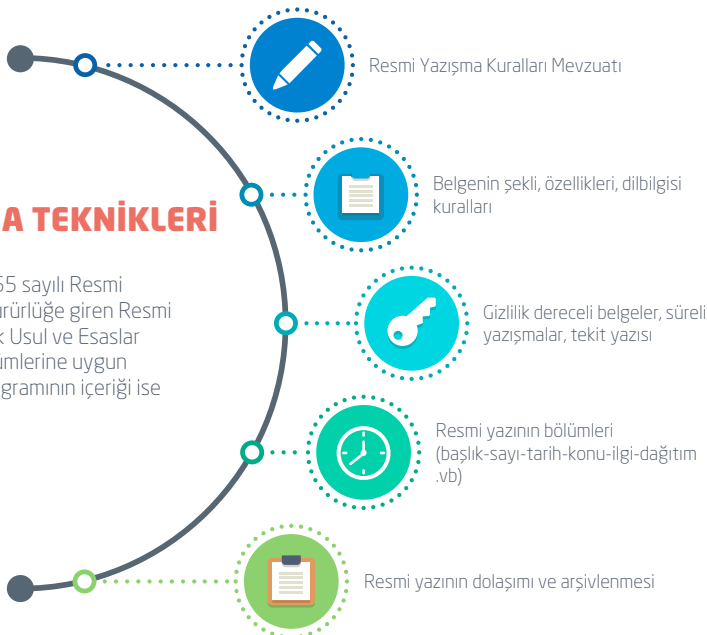 Resmi Yazışma Kuralları Mevzuatı
Belgenin şekli, özellikleri, dilbilgisi
kuralları
A TEKNİKLERİ
55 sayılı Resmi
ürürlüğe giren Resmi
k Usul ve Esaslar
ümlerine uygun
gramının içeriği ise
Gizlilik dereceli belgeler, süreli
yazışmalar, tekit yazısı
Resmi yazının bölümleri
(başlık-sayı-tarih-konu-ilgi-dağıtım
.vb)
Resmi yazının dolaşımı ve arşivlenmesi